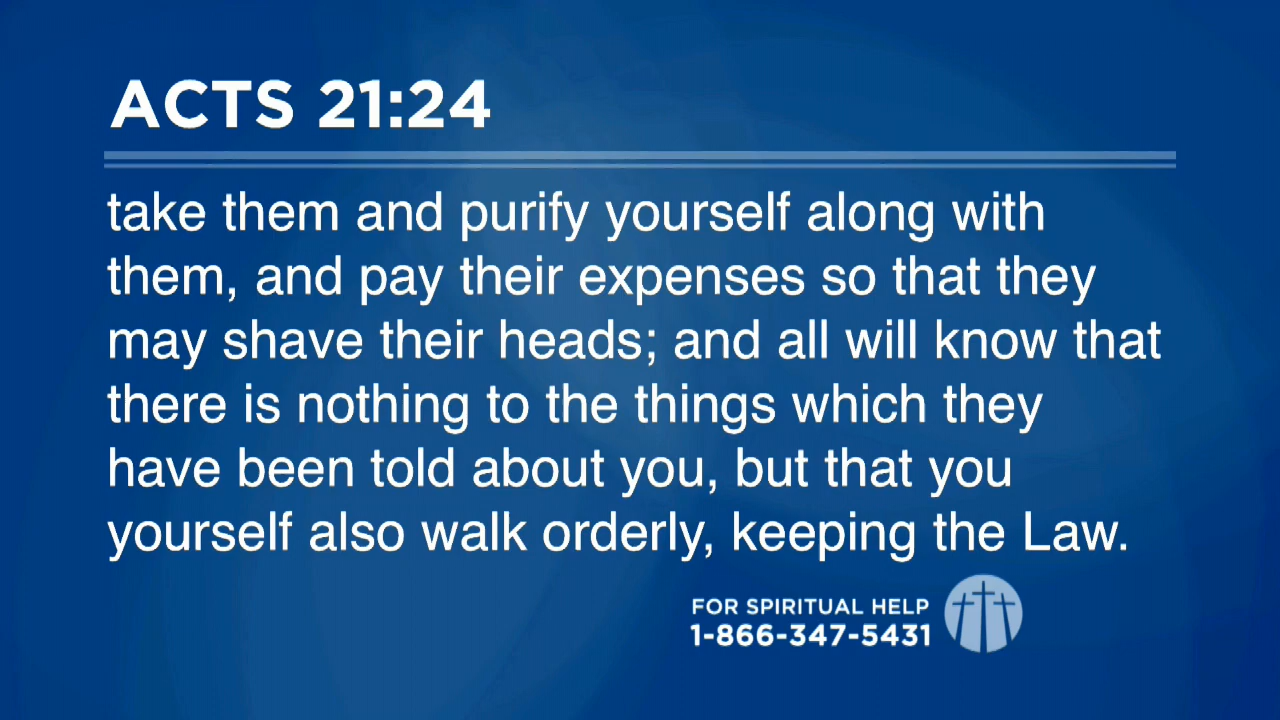 ACTS 21:24
take them and purify yourself along with
them, and pay their expenses so that they
may shave their heads; and all will know that
there is nothing to the things which they
have been told about you, but that you
yourself also walk orderly, keeping the Law.
FOR SPIRITUAL HELP
1-866-347-5431